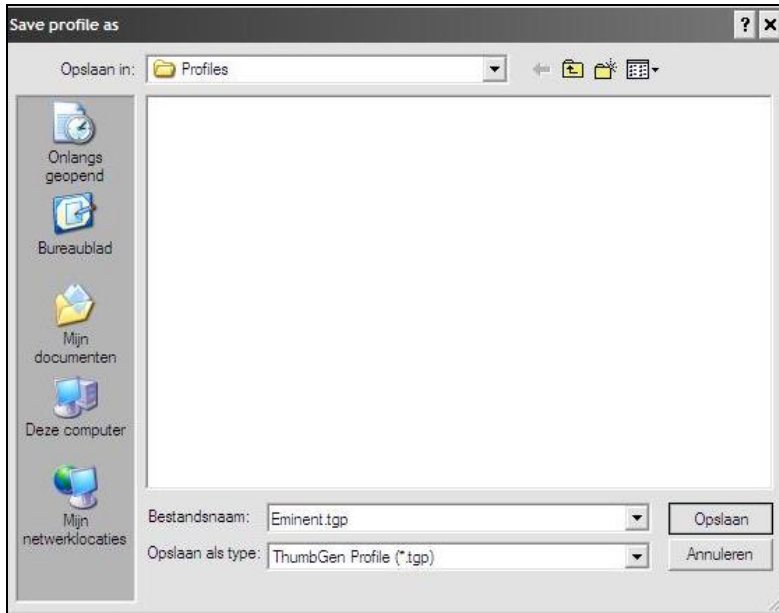 Save profile as
Opslaan in: Profiles
Onlangs
geopend
Bureaublad
Mijn
documenten
Deze computer
Mijn
netwerklocaties
Bestandsnaam: Eminent.tgp
Opslaan
Opslaan als type: ThumbGen Profile (*.tgp)
Annuleren